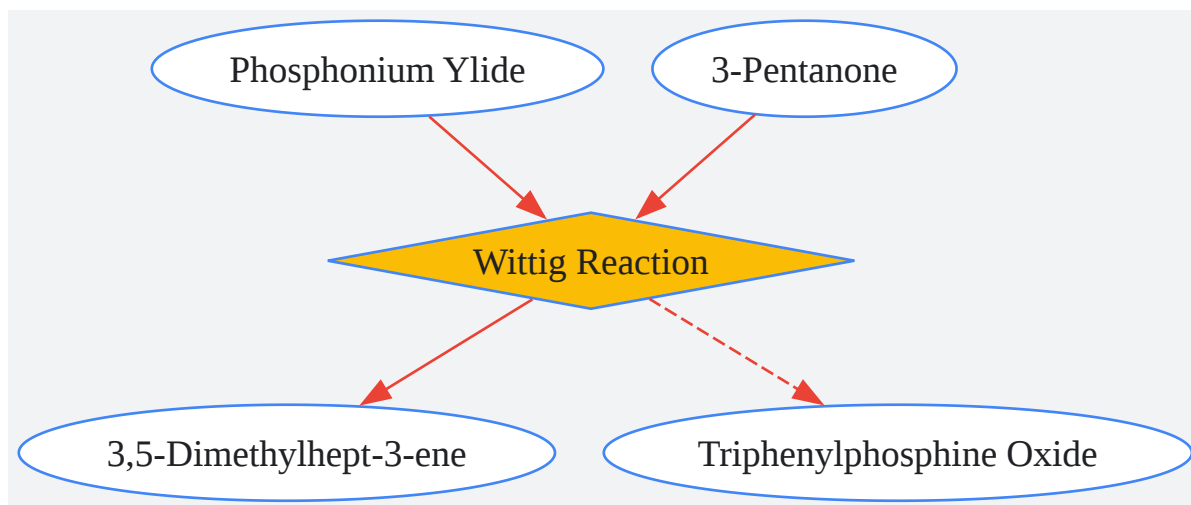 Phosphonium Ylide
3-Pentanone
Wittig Reaction
3,5-Dimethylhept-3-ene
Triphenylphosphine Oxide